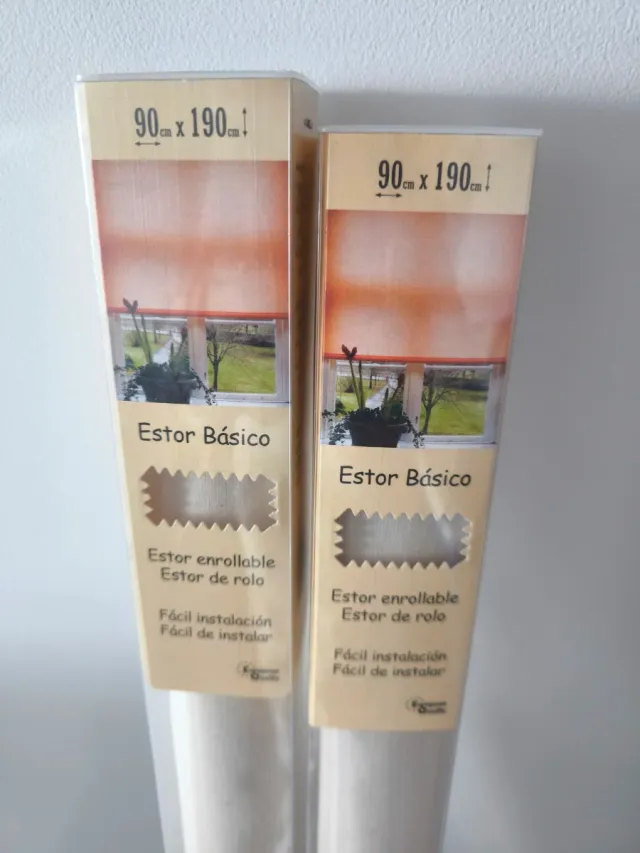 90cm x 190cm
Estor Básico
Estor enrollable
Estor de rolo
Fácil instalación
Fácil de instalar
90cm x 190cm
Estor Básico
Estor enrollable
Estor de rolo
Fácil instalación
Fácil de instalar